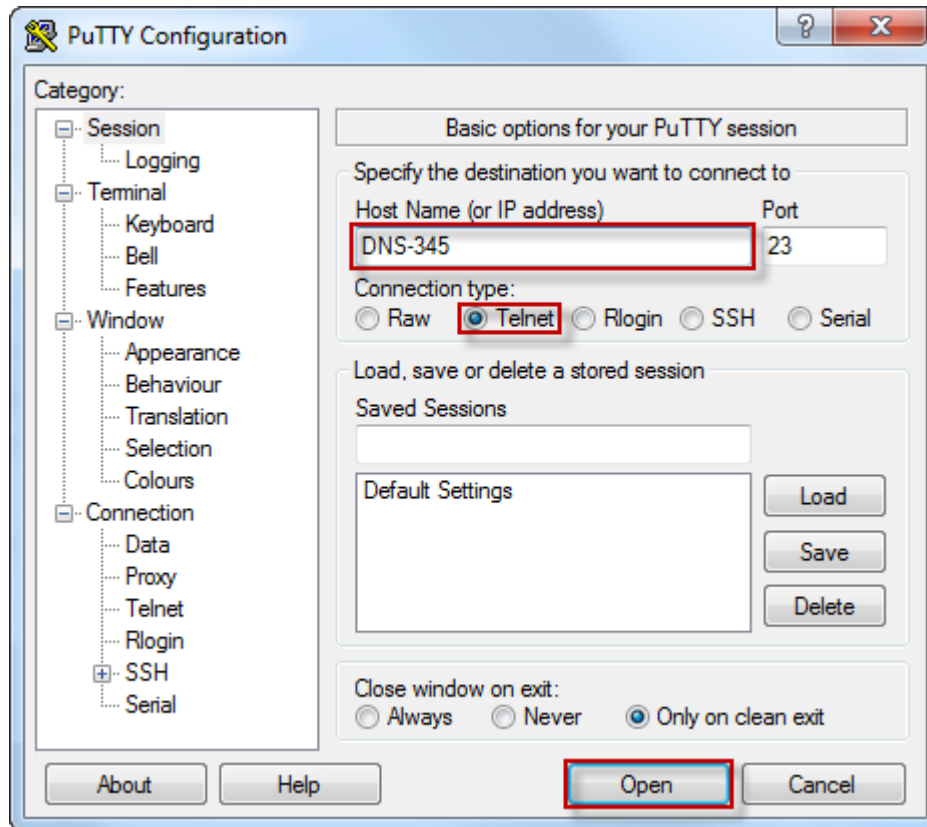 PuTTY Configuration
Category:
Session
Logging
Terminal
Keyboard
Bell
Features
Window
Appearance
Behaviour
Translation
Selection
Colours
Connection
Data
Proxy
Telnet
Rlogin
SSH
Serial
Basic options for your PuTTY session
Specify the destination you want to connect to
Host Name (or IP address) Port
DNS-345 23
Connection type:
Raw Telnet Rlogin SSH Serial
Load, save or delete a stored session
Saved Sessions
Default Settings
Load
Save
Delete
Close window on exit:
Always Never Only on clean exit
About Help Open Cancel